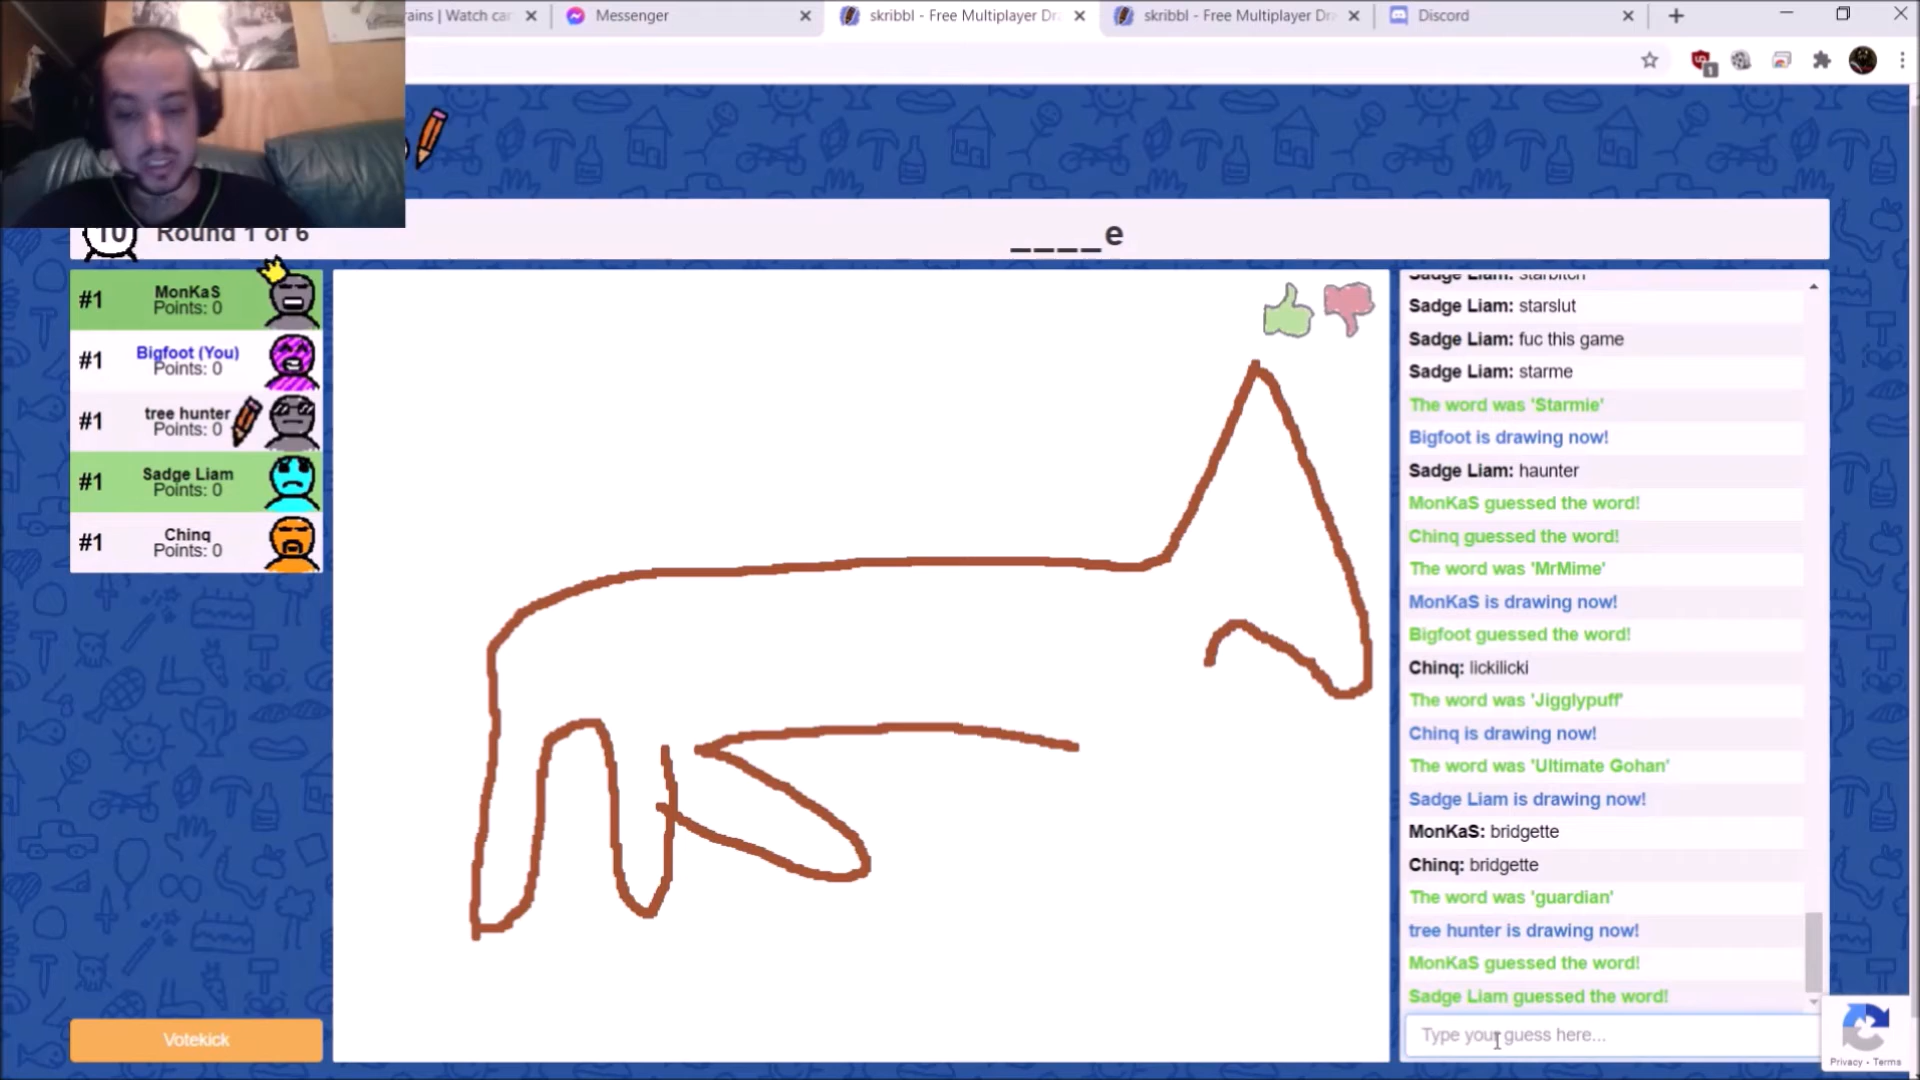 rains | Watch car
Messenger
skribbl - Free Multiplayer Dr
skribbl - Free Multiplayer Dr
Discord
1
10
Round 1 of 6
____e
#1
MonKaS
Points: 0
#1
Bigfoot (You)
Points: 0
#1
tree hunter
Points: 0
#1
Sadge Liam
Points: 0
#1
Chinq
Points: 0
Votekick
Sadge Liam: starbitch
Sadge Liam: starslut
Sadge Liam: fuc this game
Sadge Liam: starme
The word was 'Starmie'
Bigfoot is drawing now!
Sadge Liam: haunter
MonKaS guessed the word!
Chinq guessed the word!
The word was 'MrMime'
MonKaS is drawing now!
Bigfoot guessed the word!
Chinq: lickilicki
The word was 'Jigglypuff'
Chinq is drawing now!
The word was 'Ultimate Gohan'
Sadge Liam is drawing now!
MonKaS: bridgette
Chinq: bridgette
The word was 'guardian'
tree hunter is drawing now!
MonKaS guessed the word!
Sadge Liam guessed the word!
Type your guess here...
Privacy - Terms